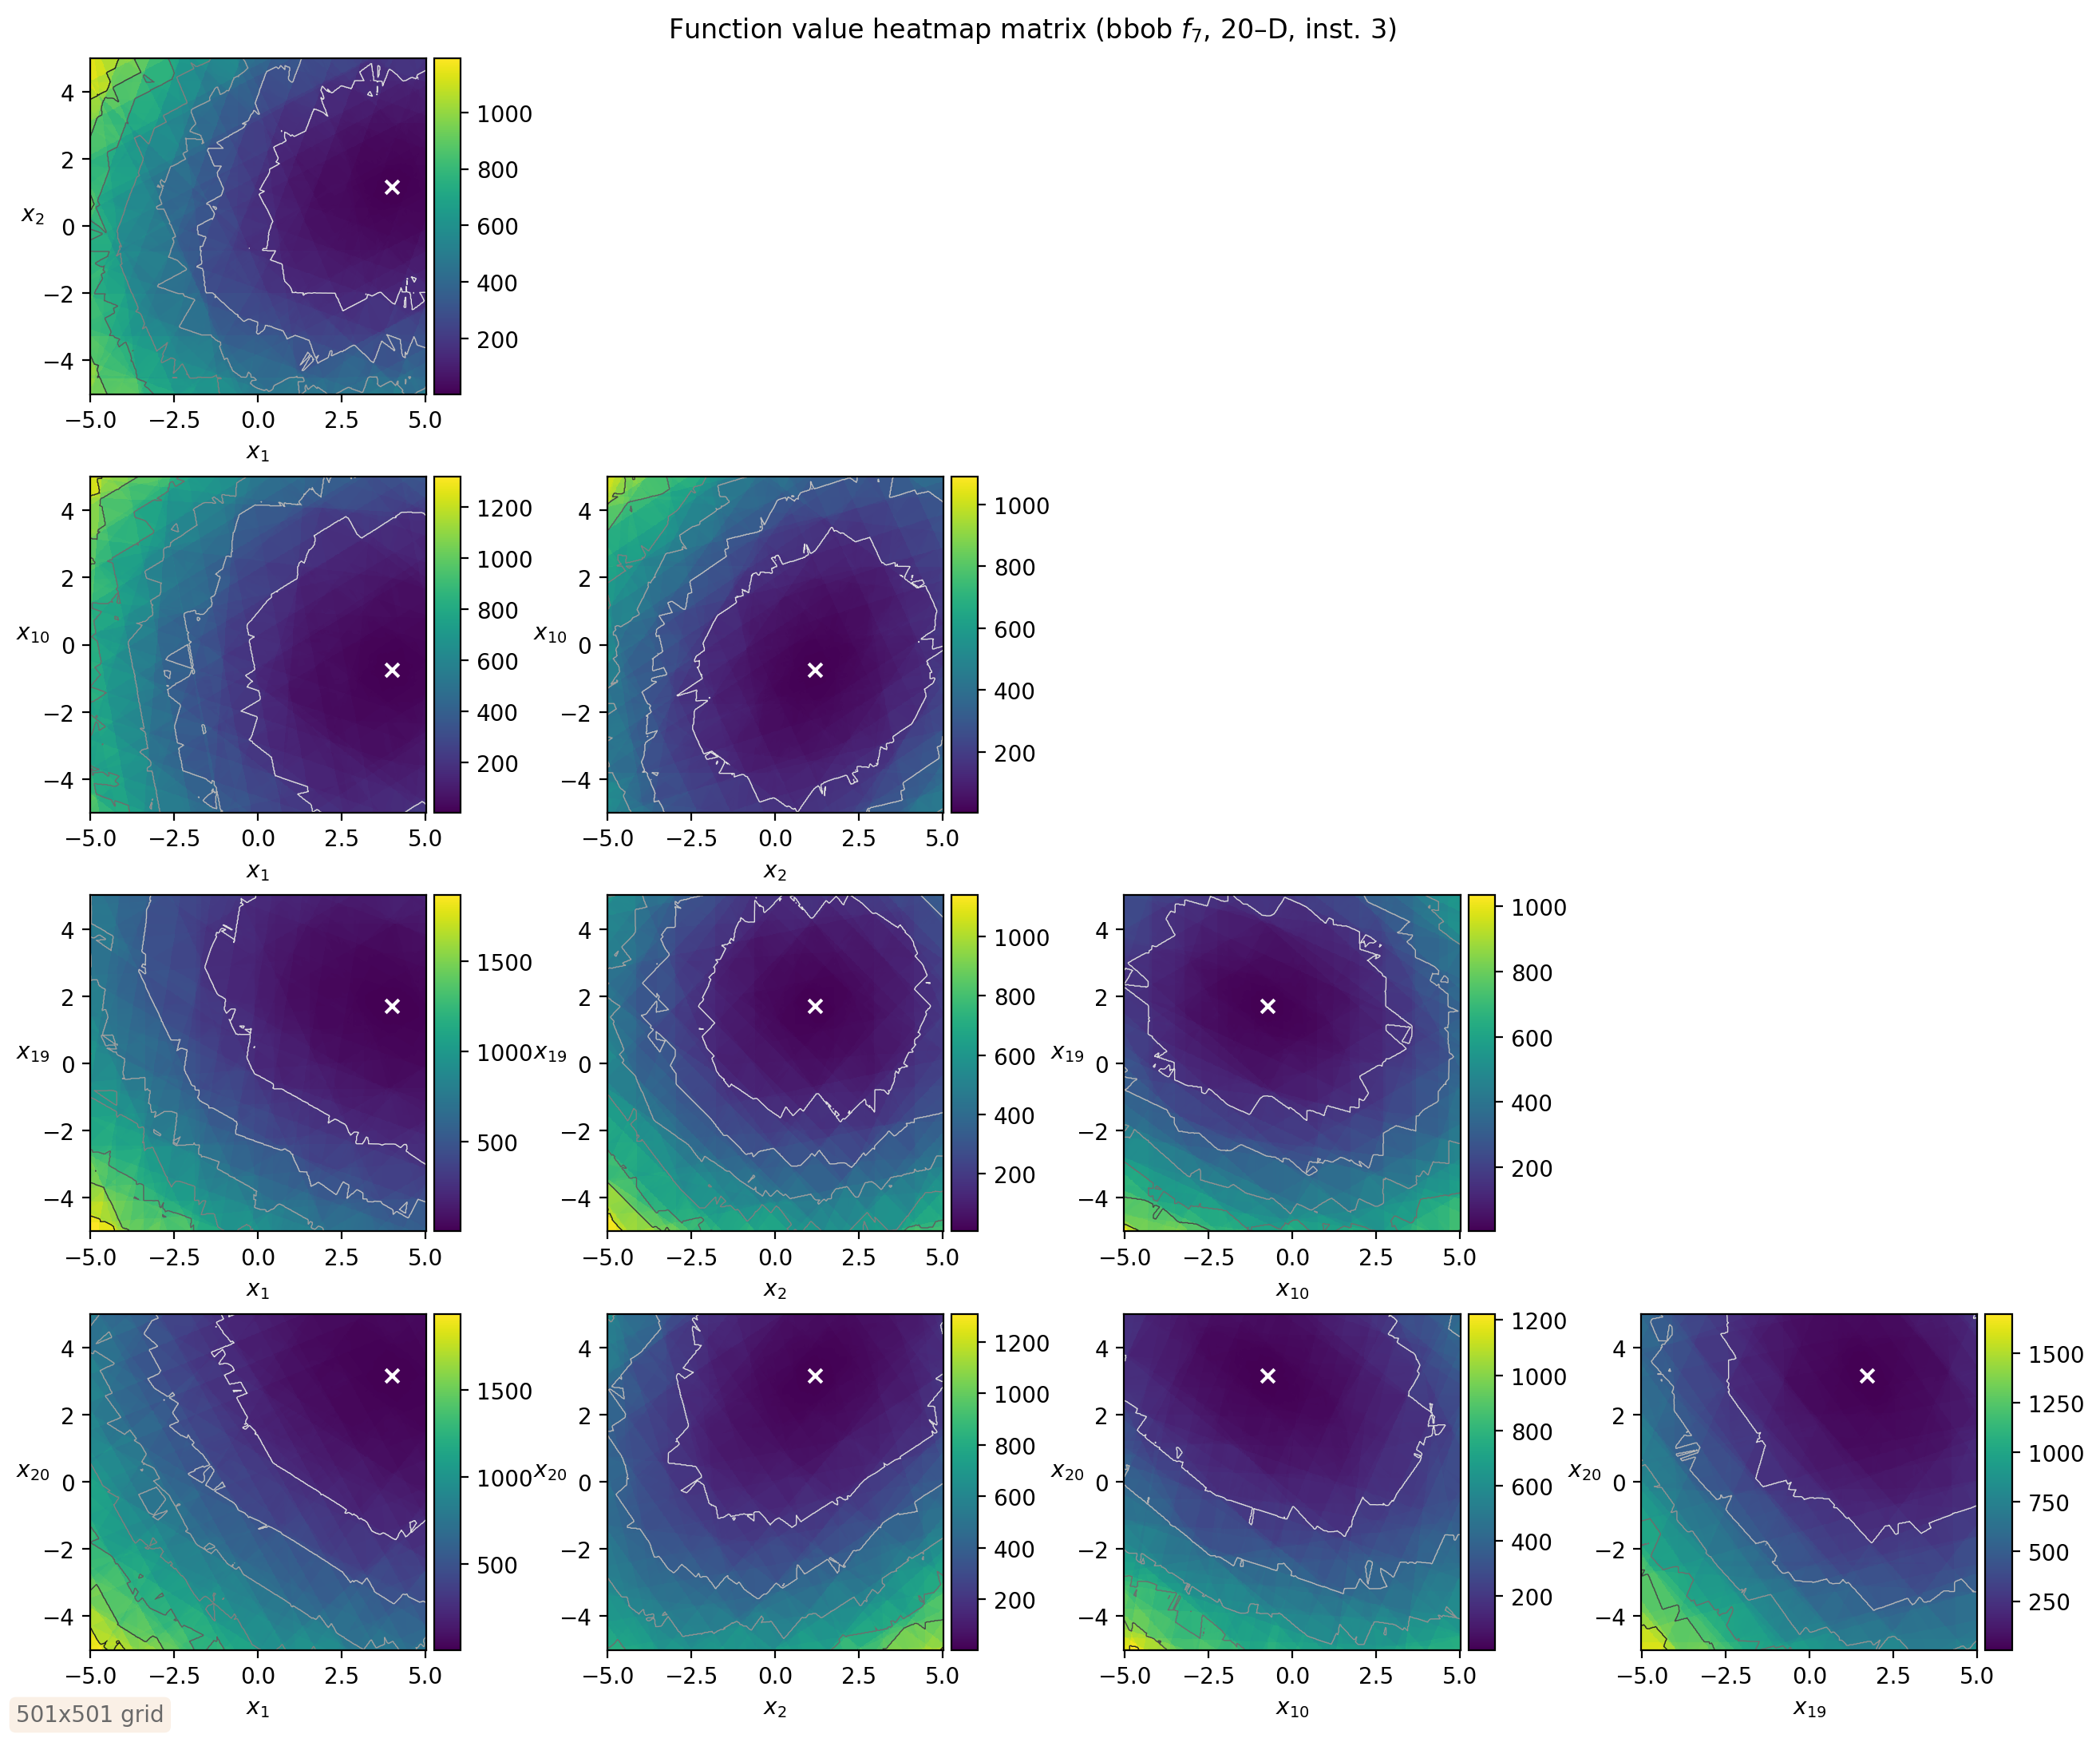 Function value heatmap matrix (bbob f7, 20–D, inst. 3)
4
2
x2 0
−2
−4
−5.0 −2.5 0.0 2.5 5.0
x1
1000
800
600
400
200
4
2
x10 0
−2
−4
−5.0 −2.5 0.0 2.5 5.0
x1
1200
1000
800
600
400
200
4
2
x10 0
−2
−4
−5.0 −2.5 0.0 2.5 5.0
x2
1000
800
600
400
200
4
2
x19 0
−2
−4
−5.0 −2.5 0.0 2.5 5.0
x1
1500
1000
500
4
2
x19 0
−2
−4
−5.0 −2.5 0.0 2.5 5.0
x2
1000
800
600
400
200
4
2
x19 0
−2
−4
−5.0 −2.5 0.0 2.5 5.0
x10
1000
800
600
400
200
4
2
x20 0
−2
−4
−5.0 −2.5 0.0 2.5 5.0
x1
1500
1000
500
4
2
x20 0
−2
−4
−5.0 −2.5 0.0 2.5 5.0
x2
1200
1000
800
600
400
200
4
2
x20 0
−2
−4
−5.0 −2.5 0.0 2.5 5.0
x10
1200
1000
800
600
400
200
4
2
x20 0
−2
−4
−5.0 −2.5 0.0 2.5 5.0
x19
1500
1250
1000
750
500
250
501x501 grid